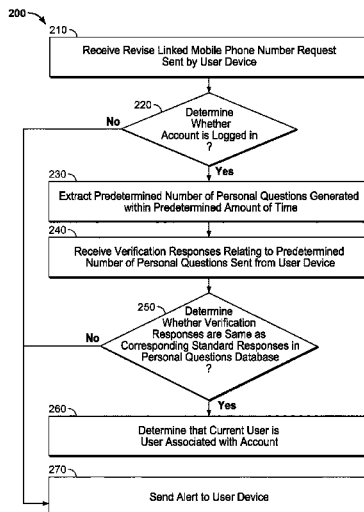 200
210
Receive Revise Linked Mobile Phone Number Request
Sent by User Device
220
No
Determine
Whether
Account is Logged in
?
Yes
230
Extract Predetermined Number of Personal Questions Generated
within Predetermined Amount of Time
240
Receive Verification Responses Relating to Predetermined
Number of Personal Questions Sent from User Device
250
No
Determine
Whether Verification
Responses are Same as
Corresponding Standard Responses in
Personal Questions Database
?
Yes
260
Determine that Current User is
User Associated with Account
270
Send Alert to User Device